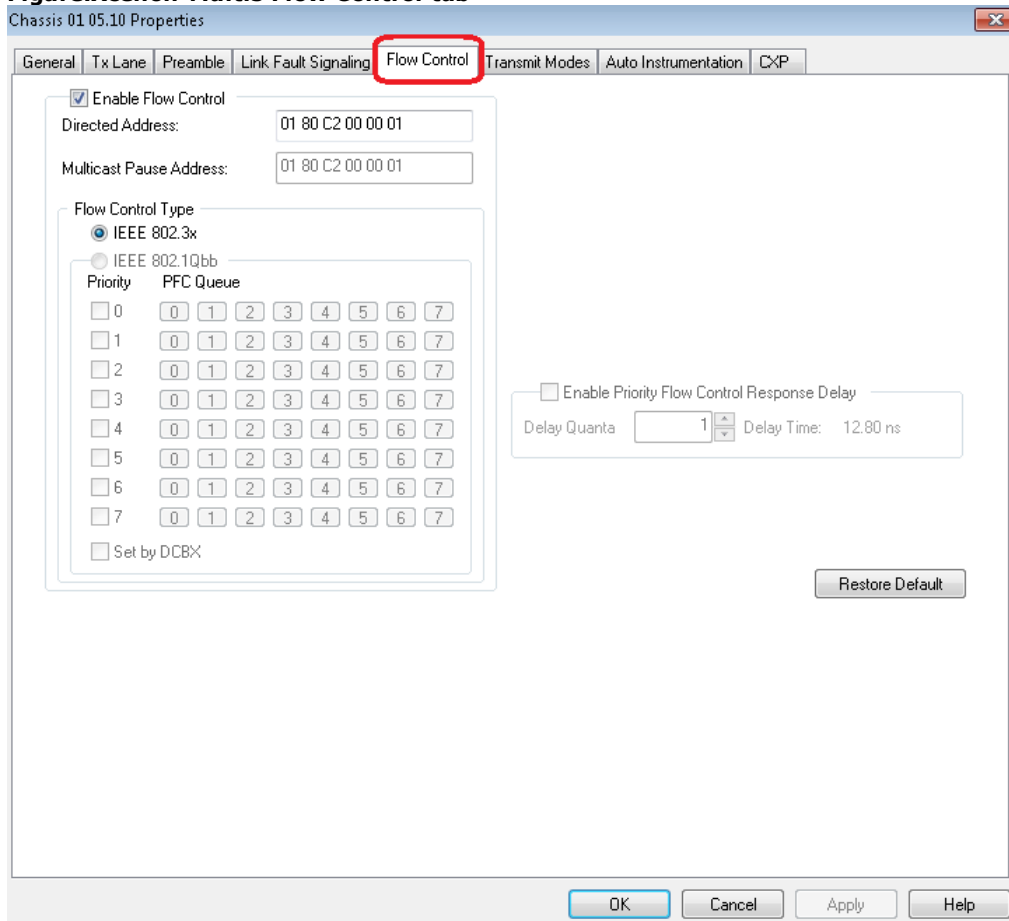 Chassis 01 05.10 Properties
General Tx Lane Preamble Link Fault Signaling Flow Control Transmit Modes Auto Instrumentation CXP
Enable Flow Control
Directed Address: 01 80 C2 00 00 01
Multicast Pause Address: 01 80 C2 00 00 01
Flow Control Type
IEEE 802.3x
IEEE 802.1Qbb
Priority PFC Queue
0 0 1 2 3 4 5 6 7
1 0 1 2 3 4 5 6 7
2 0 1 2 3 4 5 6 7
3 0 1 2 3 4 5 6 7
4 0 1 2 3 4 5 6 7
5 0 1 2 3 4 5 6 7
6 0 1 2 3 4 5 6 7
7 0 1 2 3 4 5 6 7
Set by DCBX
Enable Priority Flow Control Response Delay
Delay Quanta 1 Delay Time: 12.80 ns
Restore Default
OK Cancel Apply Help